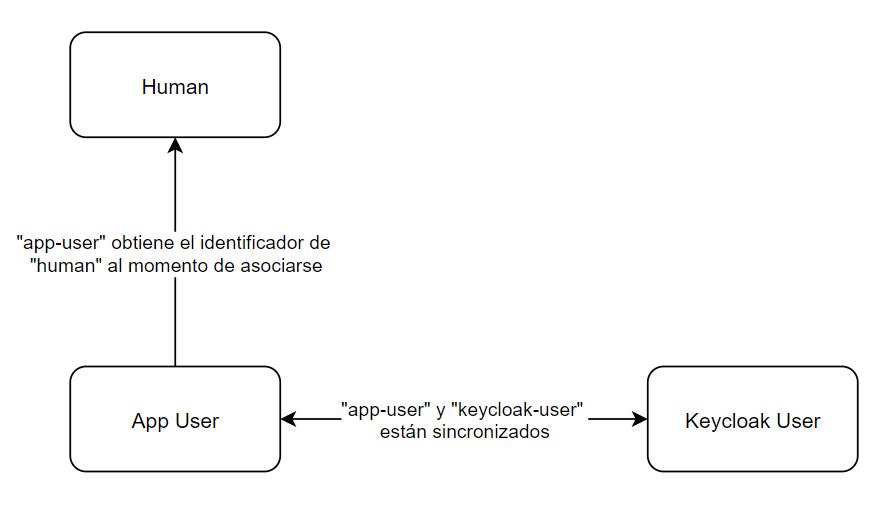 Human
"app-user" obtiene el identificador de
"human" al momento de asociarse
App User
"app-user" y "keycloak-user"
están sincronizados
Keycloak User